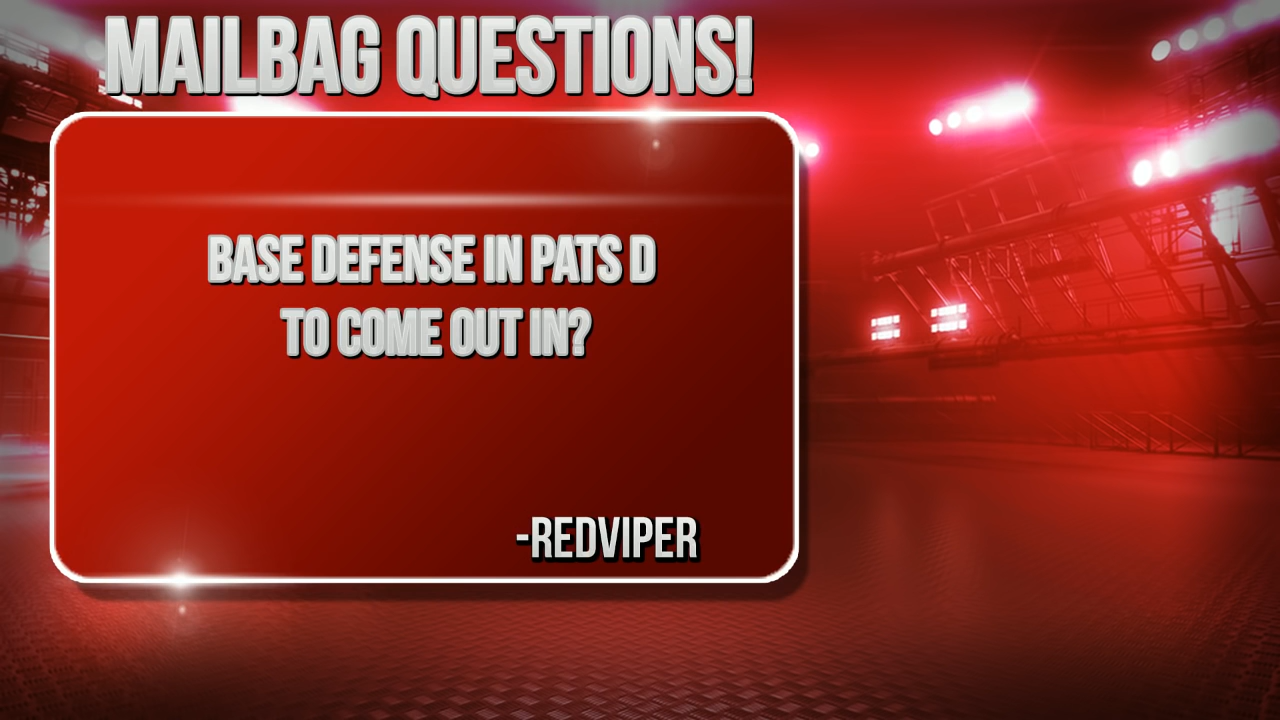 MAILBAG QUESTIONS!
BASE DEFENSE IN PATS D
TO COME OUT IN?
-REDVIPER